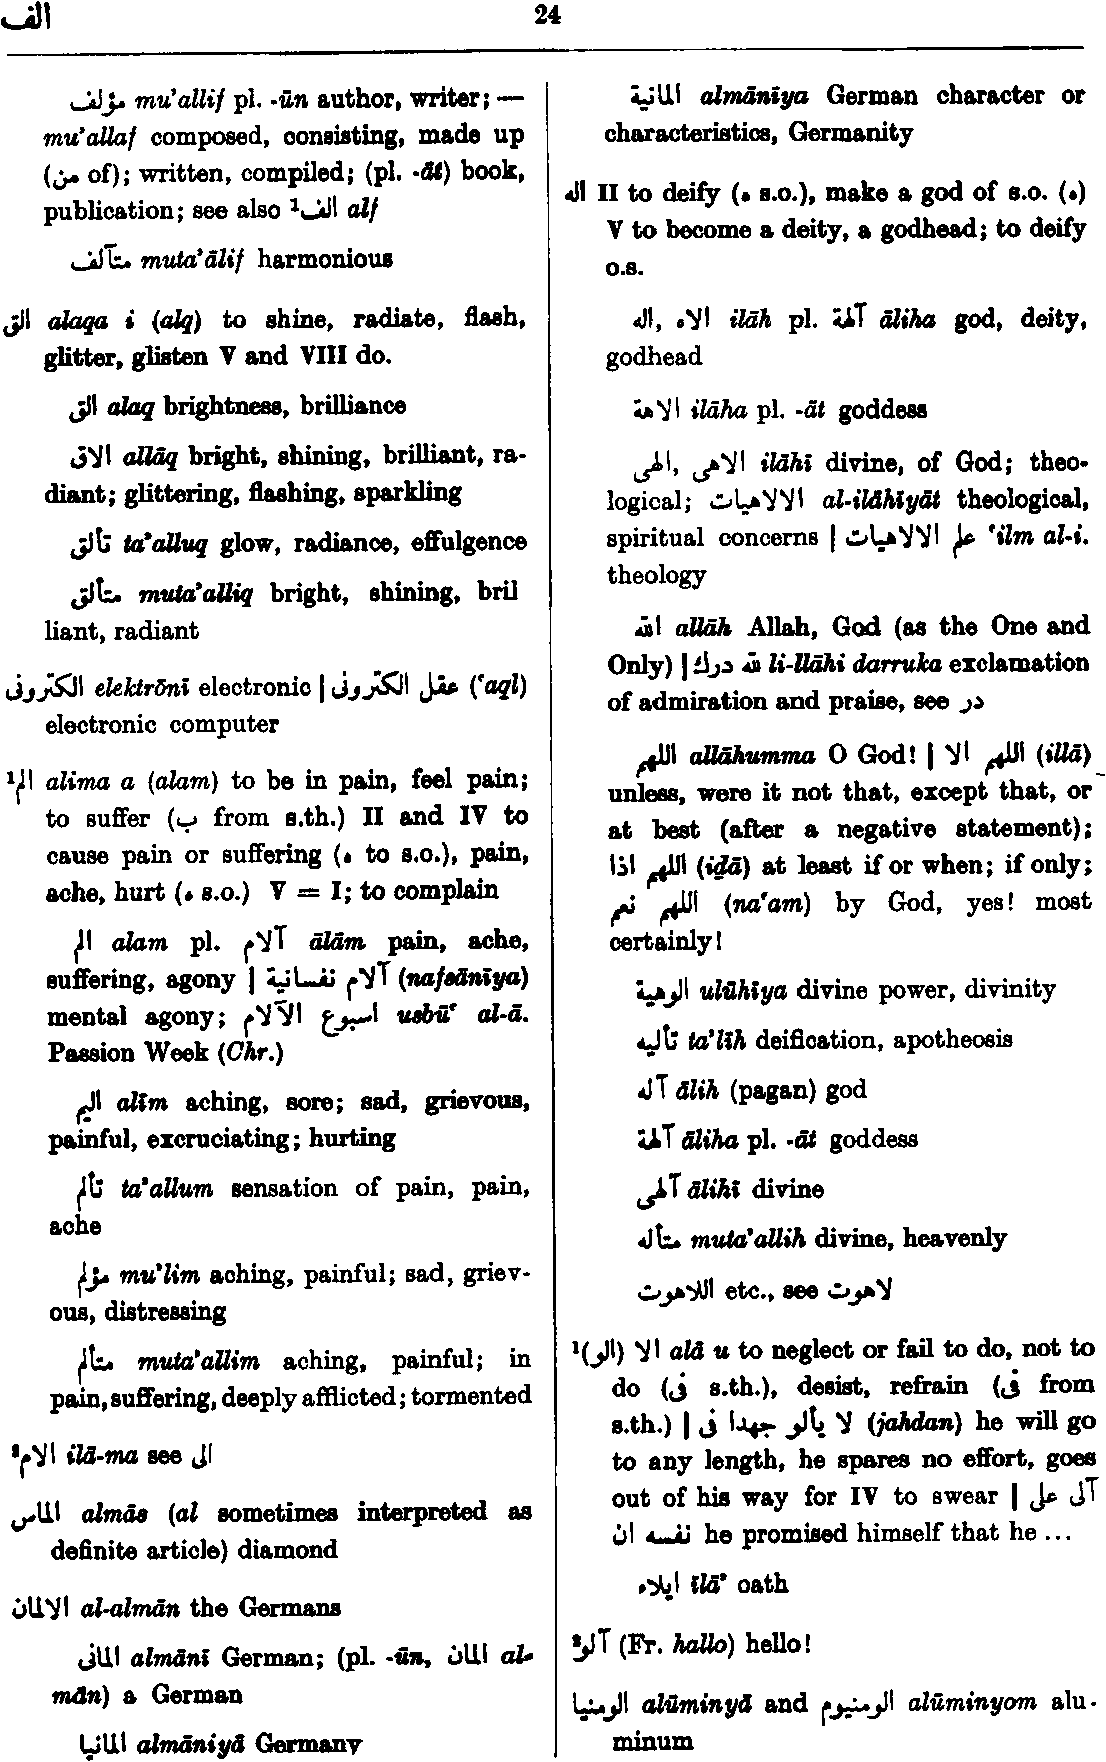 الف
24
مؤلف mu'allif pl. -ūn author, writer; —
mu'allaf composed, consisting, made up
(من of); written, compiled; (pl. -āt) book,
publication; see also ¹الف alf
متآلف muta'ālif harmonious
الق alaqa i (alq) to shine, radiate, flash,
glitter, glisten V and VIII do.
الق alaq brightness, brilliance
الاق allāq bright, shining, brilliant, ra-
diant; glittering, flashing, sparkling
تألق ta'alluq glow, radiance, effulgence
متألق muta'alliq bright, shining, bril
liant, radiant
الكترونى elektrōnī electronic | عقل الكترونى (‘aql)
electronic computer
¹الم alima a (alam) to be in pain, feel pain;
to suffer (ب from s.th.) II and IV to
cause pain or suffering (ه to s.o.), pain,
ache, hurt (ه s.o.) V = I; to complain
الم alam pl. آلام ālām pain, ache,
suffering, agony | آلام نفسانية (nafsānīya)
mental agony; اسبوع الآلام usbū‘ al-ā.
Passion Week (Chr.)
اليم alīm aching, sore; sad, grievous,
painful, excruciating; hurting
تألم ta'allum sensation of pain, pain,
ache
مؤلم mu'lim aching, painful; sad, griev-
ous, distressing
متألم muta'allim aching, painful; in
pain, suffering, deeply afflicted; tormented
²الام ilā-ma see الى
الماس almās (al sometimes interpreted as
definite article) diamond
الالمان al-almān the Germans
المانى almānī German; (pl. -ūn, المان al-
mān) a German
المانيا almāniyā Germany
المانية almānīya German character or
characteristics, Germanity
اله II to deify (ه s.o.), make a god of s.o. (ه)
V to become a deity, a godhead; to deify
o.s.
اله, الاه ilāh pl. آلهة āliha god, deity,
godhead
الاهة ilāha pl. -āt goddess
الهى, الاهى ilāhī divine, of God; theo-
logical; الالاهيات al-ilāhīyāt theological,
spiritual concerns | علم الالاهيات ‘ilm al-i.
theology
الله allāh Allah, God (as the One and
Only) | لله درك li-llāhi darruka exclamation
of admiration and praise, see در
اللهم allāhumma O God! | اللهم الا (illā)
unless, were it not that, except that, or
at best (after a negative statement);
اللهم اذا (iḏā) at least if or when; if only;
اللهم نعم (na‘am) by God, yes! most
certainly!
الوهية ulūhīya divine power, divinity
تأليه ta'līh deification, apotheosis
آله ālih (pagan) god
آلهة āliha pl. -āt goddess
آلهى ālihī divine
متأله muta'allih divine, heavenly
اللاهوت etc., see لاهوت
¹(الو) الا alā u to neglect or fail to do, not to
do (فى s.th.), desist, refrain (فى from
s.th.) | لا يألو جهدا فى (jahdan) he will go
to any length, he spares no effort, goes
out of his way for IV to swear | آلى على
نفسه ان he promised himself that he ...
ايلاء īlā' oath
²آلو (Fr. hallo) hello!
الومنيا alūminyā and الومنيوم alūminyom alu-
minum